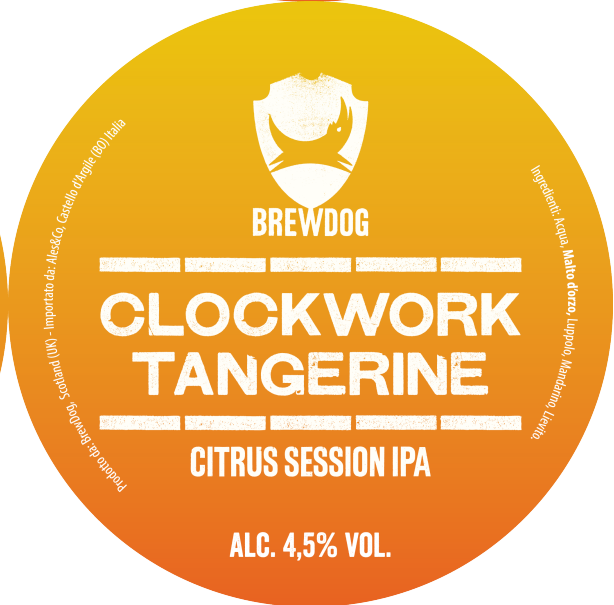 BREWDOG
CLOCKWORK
TANGERINE
CITRUS SESSION IPA
ALC. 4,5% VOL.
Prodotto da: BrewDog, Scotland (UK) - Importato da: Ales&Co, Castello d'Argile (BO) Italia
Ingredienti: Acqua, Malto d'orzo, Luppolo, Mandarino, Lievito.